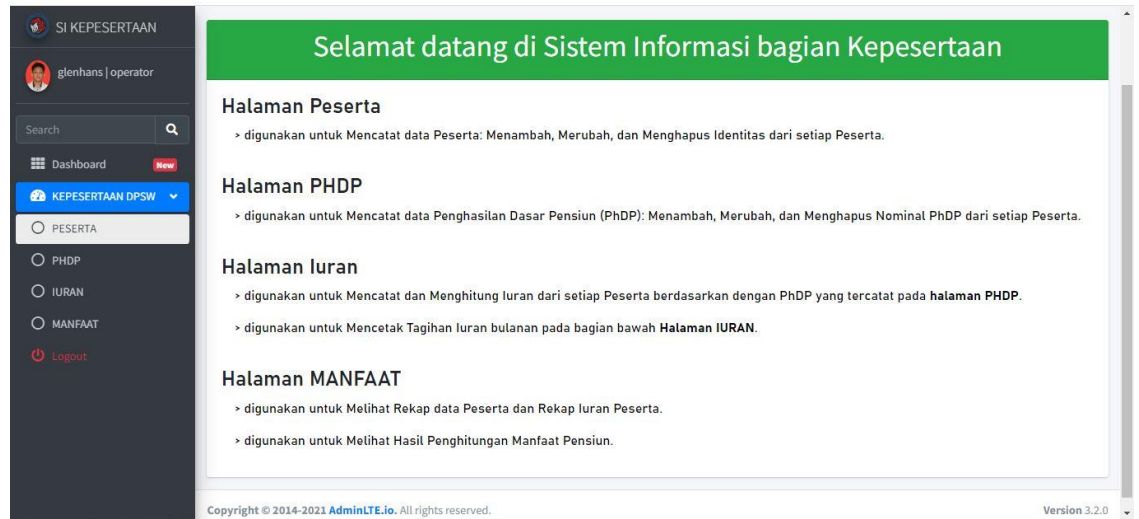 SI KEPESERTAAN
glenhans | operator
Search
Dashboard New
KEPESERTAAN DPSW
PESERTA
PHDP
IURAN
MANFAAT
Logout
Selamat datang di Sistem Informasi bagian Kepesertaan
Halaman Peserta
> digunakan untuk Mencatat data Peserta: Menambah, Merubah, dan Menghapus Identitas dari setiap Peserta.
Halaman PHDP
> digunakan untuk Mencatat data Penghasilan Dasar Pensiun (PhDP): Menambah, Merubah, dan Menghapus Nominal PhDP dari setiap Peserta.
Halaman Iuran
> digunakan untuk Mencatat dan Menghitung Iuran dari setiap Peserta berdasarkan dengan PhDP yang tercatat pada halaman PHDP.
> digunakan untuk Mencetak Tagihan Iuran bulanan pada bagian bawah Halaman IURAN.
Halaman MANFAAT
> digunakan untuk Melihat Rekap data Peserta dan Rekap Iuran Peserta.
> digunakan untuk Melihat Hasil Penghitungan Manfaat Pensiun.
Copyright © 2014-2021 AdminLTE.io. All rights reserved. Version 3.2.0